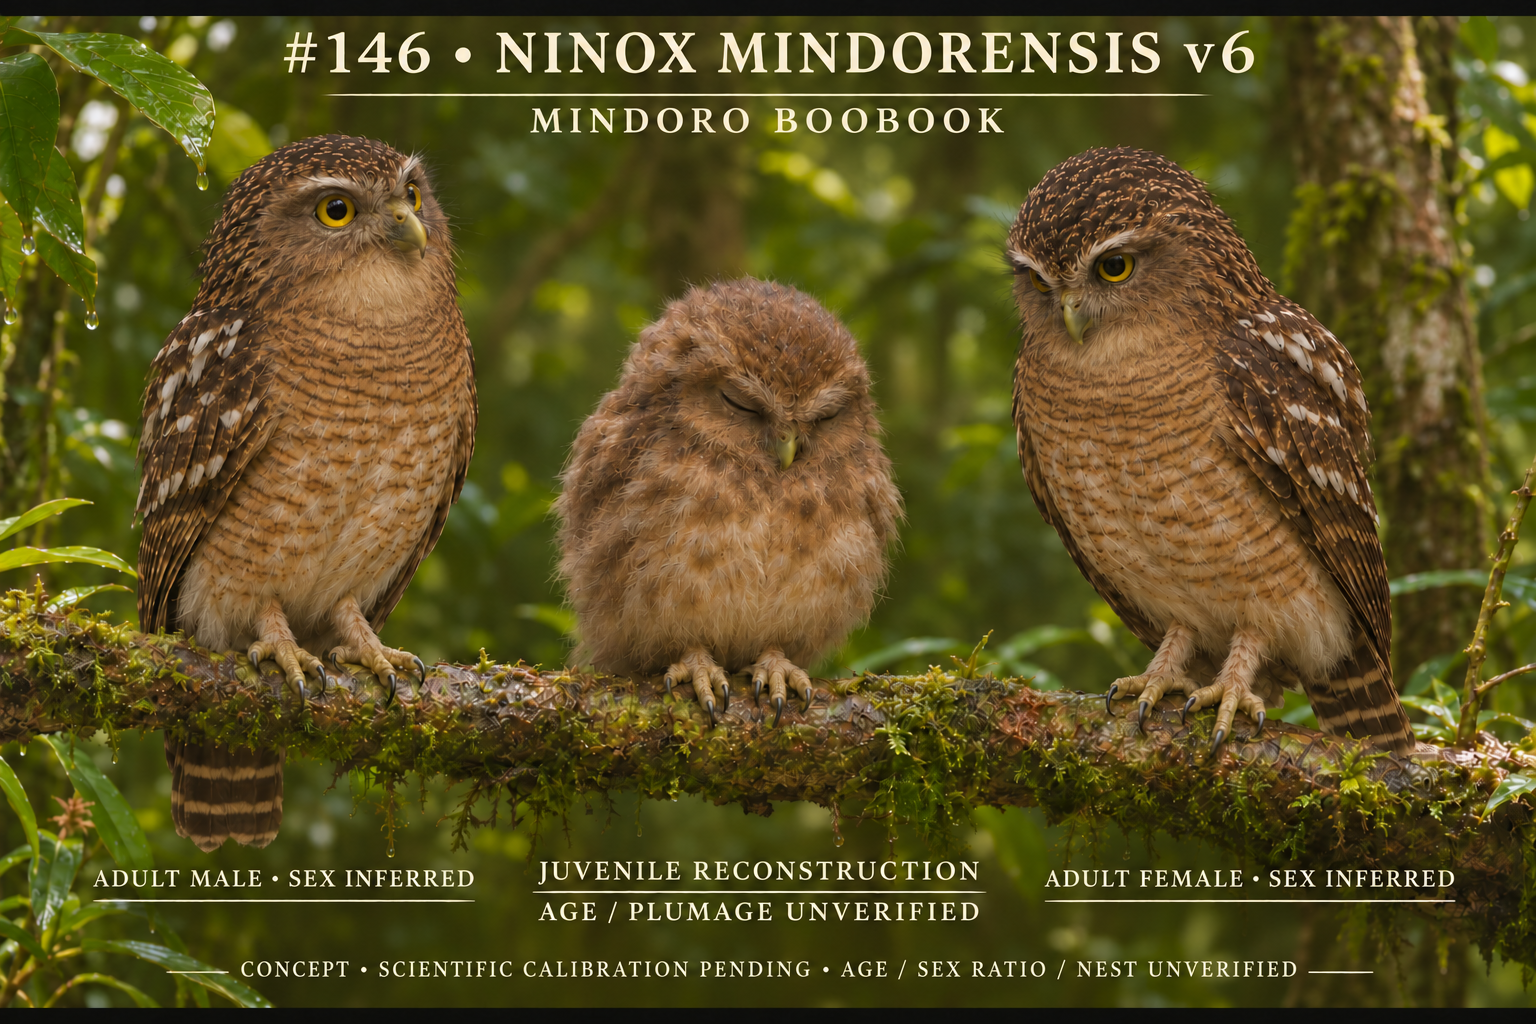 #146 • NINOX MINDORENSIS v6
MINDORO BOOBOOK
ADULT MALE • SEX INFERRED
JUVENILE RECONSTRUCTION
AGE / PLUMAGE UNVERIFIED
ADULT FEMALE • SEX INFERRED
CONCEPT • SCIENTIFIC CALIBRATION PENDING • AGE / SEX RATIO / NEST UNVERIFIED